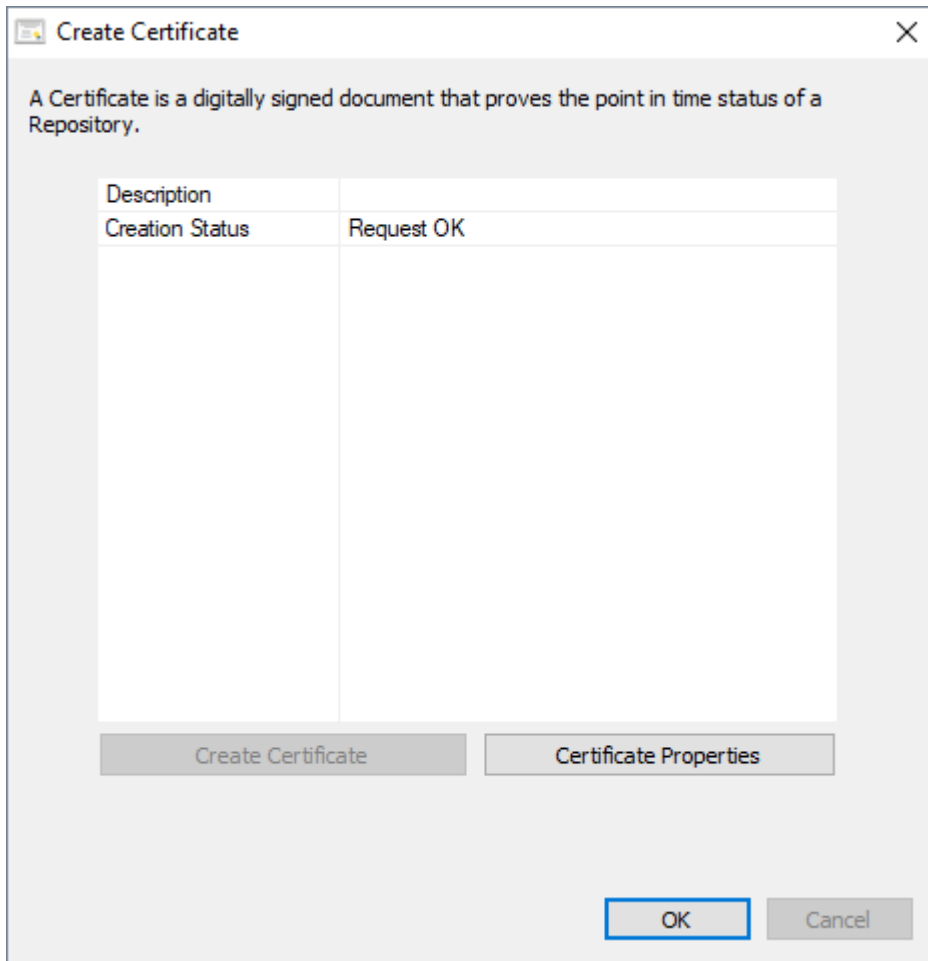 Create Certificate
A Certificate is a digitally signed document that proves the point in time status of a
Repository.
Description
Creation Status Request OK
Create Certificate Certificate Properties
OK Cancel